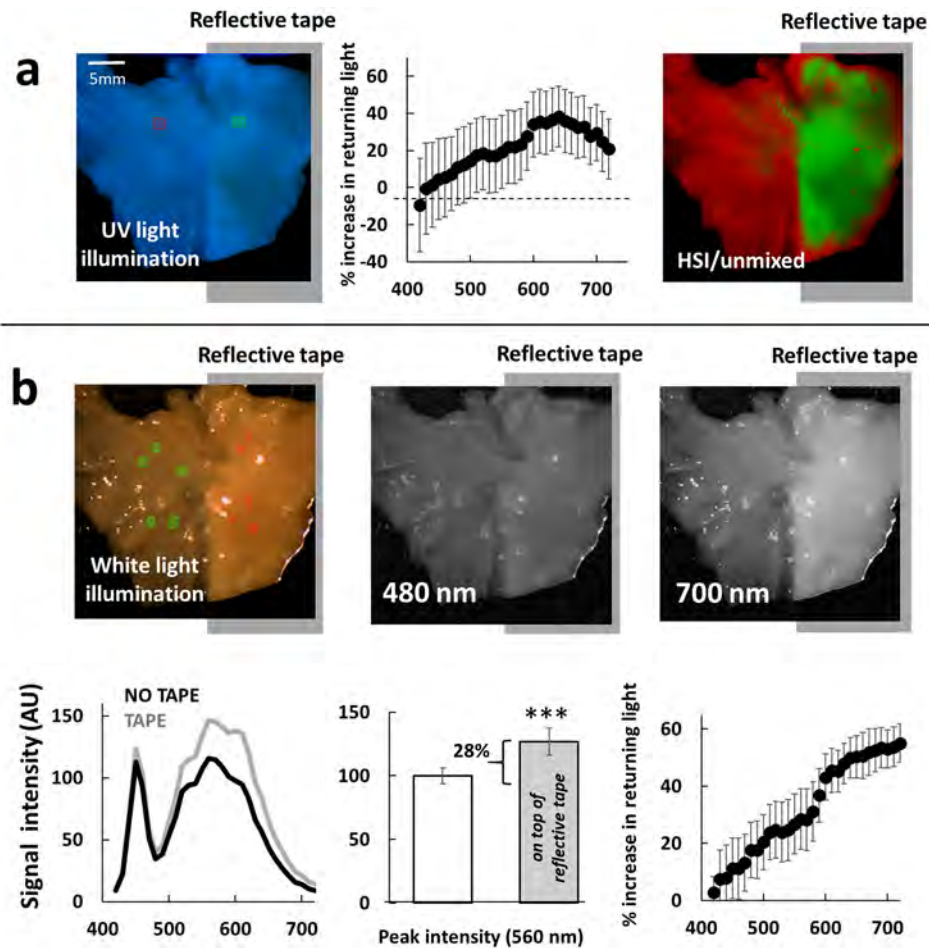 Reflective tape
Reflective tape
a
5mm
UV light
illumination
% increase in returning light
60
40
20
0
-20
-40
400 500 600 700
HSI/unmixed
Reflective tape
Reflective tape
Reflective tape
b
White light
illumination
480 nm
700 nm
Signal intensity (AU)
NO TAPE
TAPE
150
100
50
0
400 500 600 700
150
100
50
0
28%
***
on top of
reflective tape
Peak intensity (560 nm)
% increase in returning light
60
40
20
0
400 500 600 700